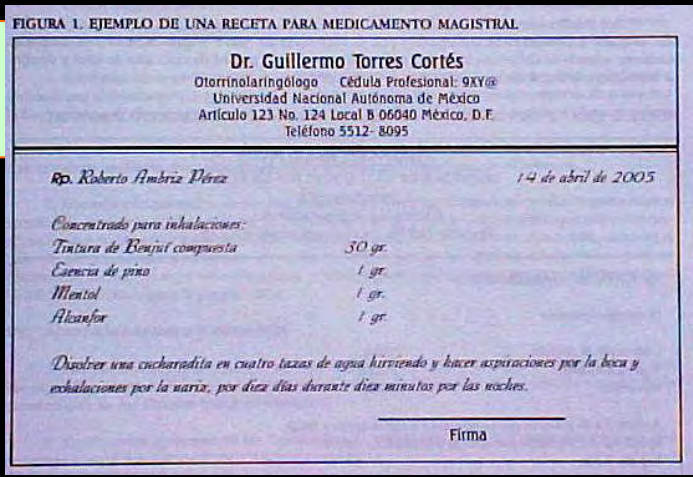 FIGURA 1. EJEMPLO DE UNA RECETA PARA MEDICAMENTO MAGISTRAL
Dr. Guillermo Torres Cortés
Otorrinolaringólogo Cédula Profesional: 9XY@
Universidad Nacional Autónoma de México
Artículo 123 No. 124 Local B 06040 México, D.F.
Teléfono 5512- 8095
Rp. Roberto Ambriz Pérez 14 de abril de 2005
Concentrado para inhalaciones:
Tintura de Benjuí compuesta 30 gr.
Esencia de pino 1 gr.
Mentol 1 gr.
Alcanfor 1 gr.
Disolver una cucharadita en cuatro tazas de agua hirviendo y hacer aspiraciones por la boca y
exhalaciones por la nariz, por diez días durante diez minutos por las noches.
Firma